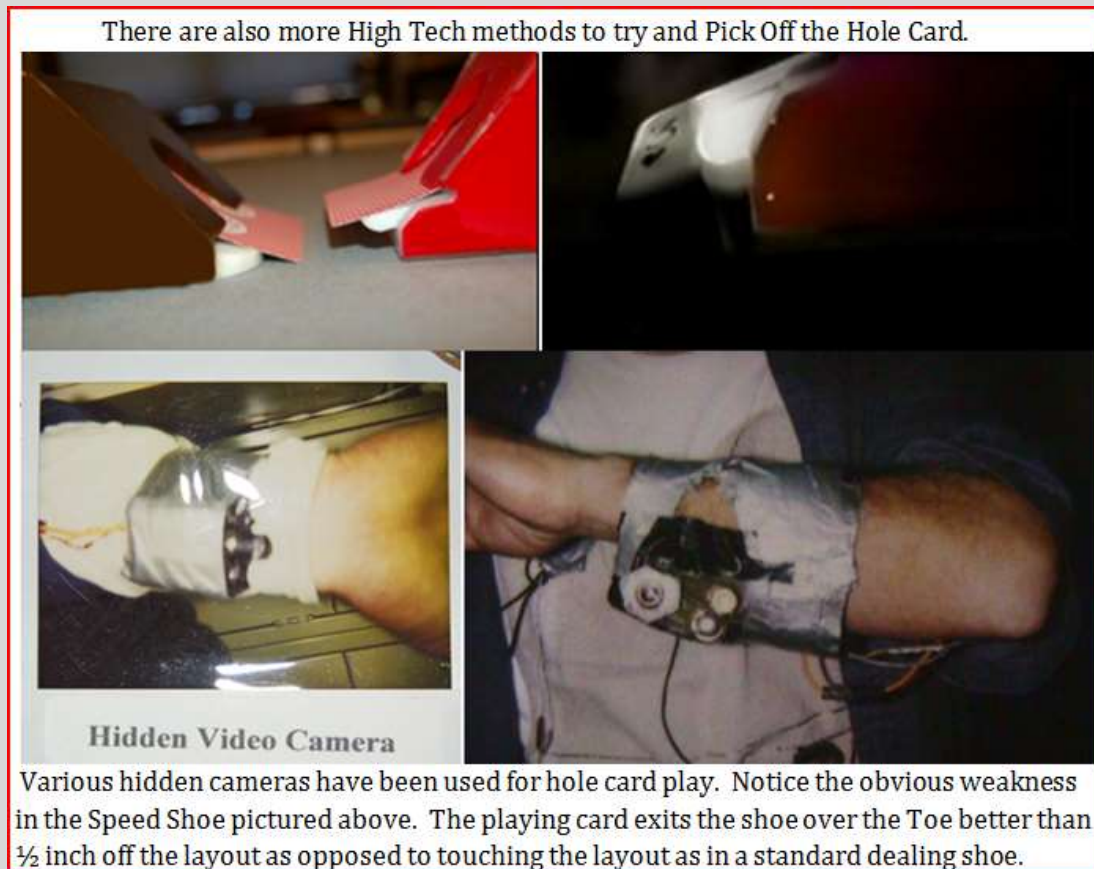 There are also more High Tech methods to try and Pick Off the Hole Card.
Hidden Video Camera
Various hidden cameras have been used for hole card play.  Notice the obvious weakness
in the Speed Shoe pictured above.  The playing card exits the shoe over the Toe better than
½ inch off the layout as opposed to touching the layout as in a standard dealing shoe.